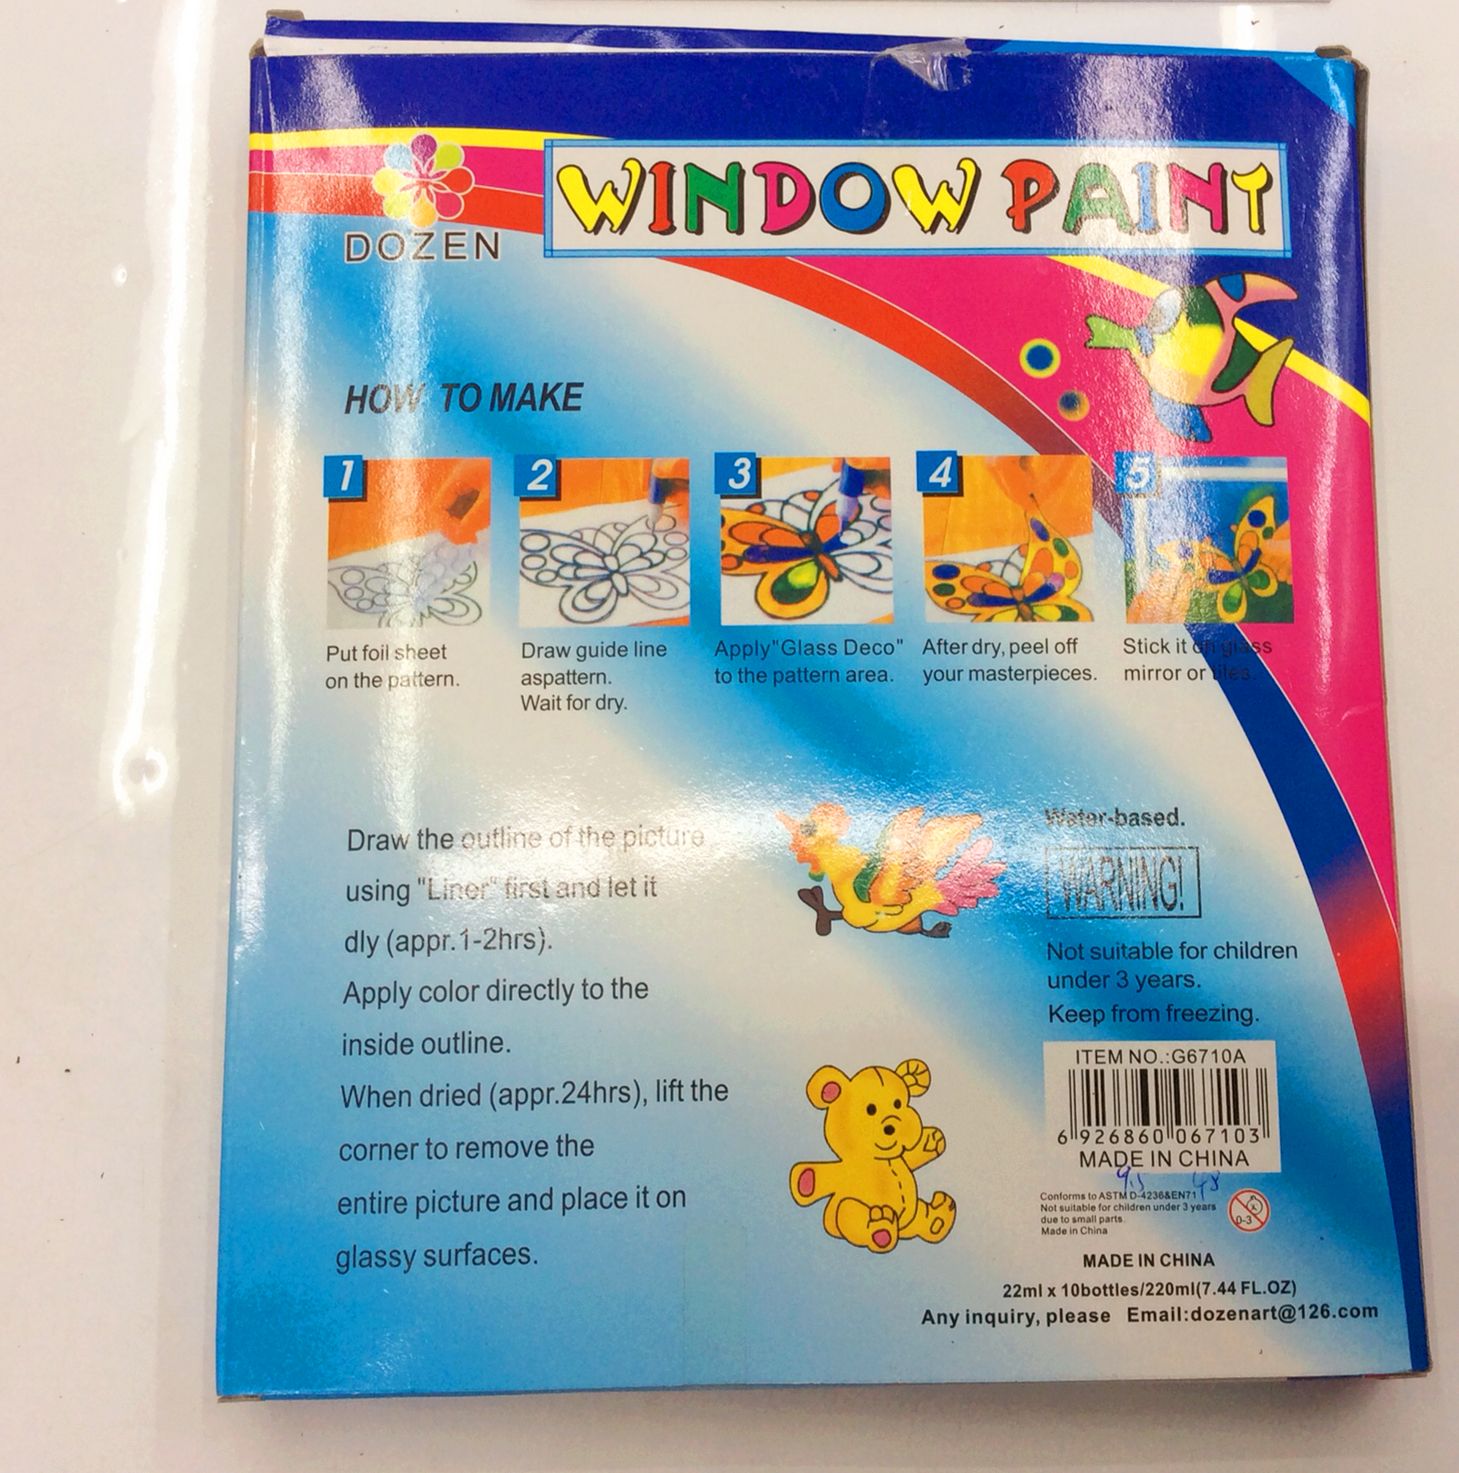 DOZEN
WINDOW PAINT
HOW TO MAKE
1
Put foil sheet
on the pattern.
2
Draw guide line
aspattern.
Wait for dry.
3
Apply"Glass Deco"
to the pattern area.
4
After dry, peel off
your masterpieces.
5
Stick it on glass
mirror or tiles.
Draw the outline of the picture
using "Liner" first and let it
dly (appr.1-2hrs).
Apply color directly to the
inside outline.
When dried (appr.24hrs), lift the
corner to remove the
entire picture and place it on
glassy surfaces.
Water-based.
WARNING!
Not suitable for children
under 3 years.
Keep from freezing.
ITEM NO.:G6710A
6 926860 067103
MADE IN CHINA
Conforms to ASTM D-4236&EN71
Not suitable for children under 3 years
due to small parts.
Made in China
0-3
MADE IN CHINA
22ml x 10bottles/220ml(7.44 FL.OZ)
Any inquiry, please Email:dozenart@126.com